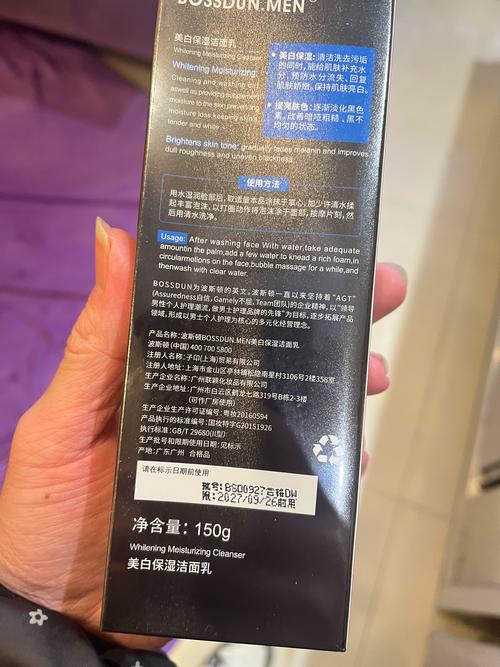 BOSSDUN.MEN®
美白保湿洁面乳
Whitening Moisturizing Cleanser
Whitening Moisturizing:
Cleaning and washing
aswell as providing supplement
moisture to the skin preventing
moisture loss, keeping skin
tender and white
• 美白保湿: 清洁洗去污垢
的同时, 能给肌肤补充水
分, 预防水分流失、回复
肌肤娇嫩、保持肌肤亮白。
• 提亮肤色: 逐渐淡化黑色
素, 改善暗哑粗糙、黑不
均匀的状态。
Brightens skin tone: gradually fades melanin and improves
dull roughness and uneven blackness.
使用方法
用水湿润脸部后, 取适量本品涂抹于掌心, 加少许清水揉
起丰富泡沫, 以打圈动作将泡沫涂于面部, 按摩片刻, 然
后用清水洗净。
Usage: After washing face With water,take adequate
amountin the palm,add a few water to knead a rich foam,in
circularmotions on the face,bubble massage for a while,and
thenwash with clear water.
BOSSDUN为波斯顿的英文。波斯顿一直以来坚持着"AGT"
(Assuredness自信, Gamely不屈, Team团队) 的企业精神, 以"领导
男性个人护理潮流, 做男士护理品牌的先锋"为目标, 逐步拓展产品
领域, 形成以男士个人护理为核心的多元化经营理念。
产品名称: 波斯顿BOSSDUN.MEN美白保湿洁面乳
波斯顿 (中国) 400 700 5800
注册人名称: 子印(上海)贸易有限公司
注册人地址: 上海市金山区亭林镇松隐南星村3106号2楼358室
生产企业名称: 广州联颖化妆品有限公司
生产企业地址: 广州市白云区鹤龙七路319号B栋2-3楼
(可作厂房使用)
生产企业生产许可证编号: 粤妆20160594
产品执行的标准编号: 国妆特字G20151926
执行标准: GB/T 29680(II型)
生产批号和限期使用日期: 见标示
产地: 广东广州 合格品
请在标示日期前使用
批号: BSD0927合格DW
限: 2027/09/26前用
净含量: 150g
Whilening Moisturizing Cleanser
美白保湿洁面乳